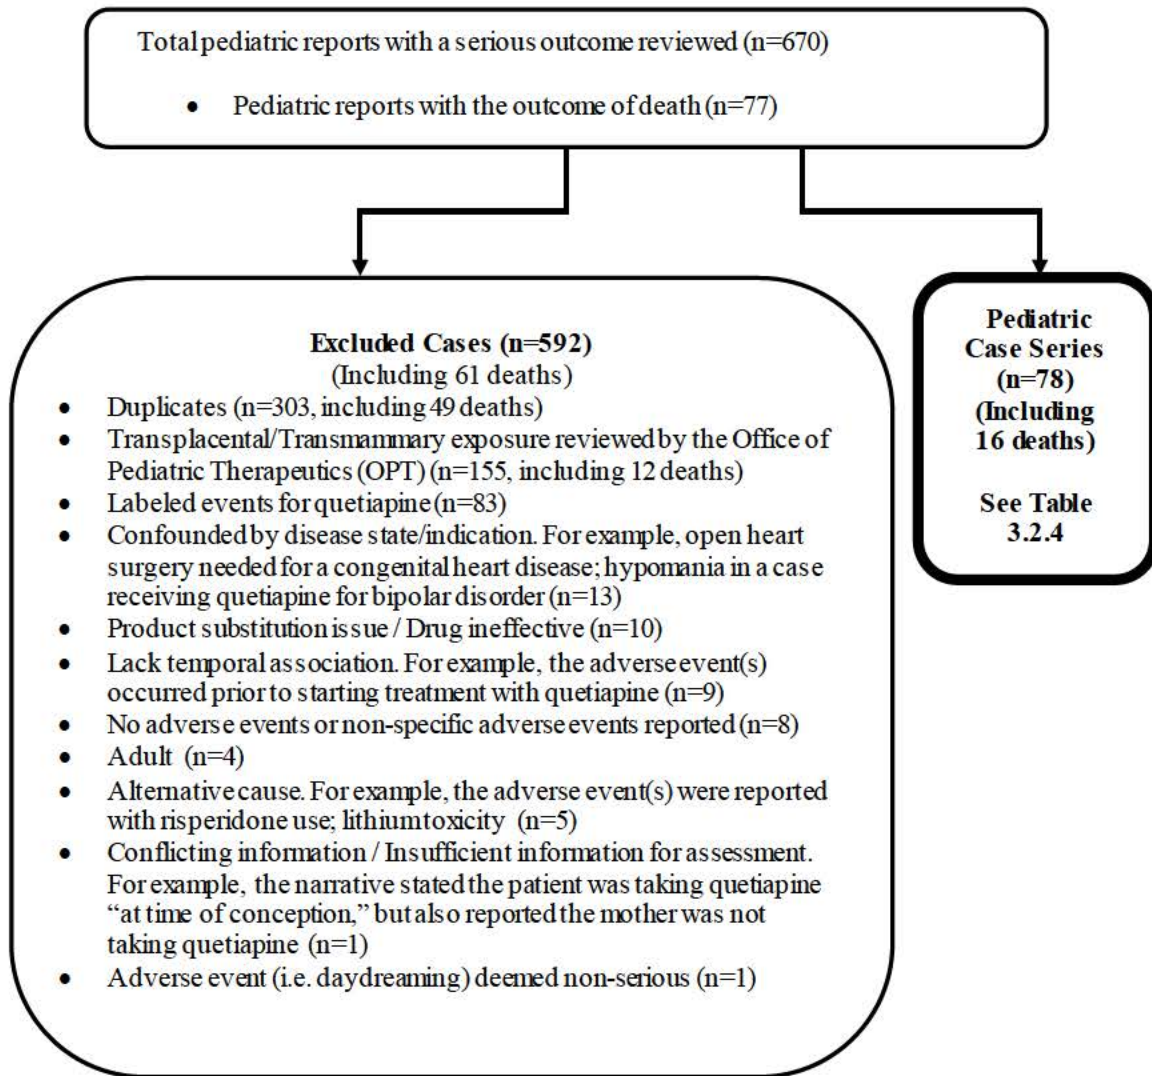 Total pediatric reports with a serious outcome reviewed (n=670)
• Pediatric reports with the outcome of death (n=77)
Excluded Cases (n=592)
(Including 61 deaths)
• Duplicates (n=303, including 49 deaths)
• Transplacental/Transmammary exposure reviewed by the Office of
Pediatric Therapeutics (OPT) (n=155, including 12 deaths)
• Labeled events for quetiapine (n=83)
• Confounded by disease state/indication. For example, open heart
surgery needed for a congenital heart disease; hypomania in a case
receiving quetiapine for bipolar disorder (n=13)
• Product substitution issue / Drug ineffective (n=10)
• Lack temporal association. For example, the adverse event(s)
occurred prior to starting treatment with quetiapine (n=9)
• No adverse events or non-specific adverse events reported (n=8)
• Adult (n=4)
• Alternative cause. For example, the adverse event(s) were reported
with risperidone use; lithium toxicity (n=5)
• Conflicting information / Insufficient information for assessment.
For example, the narrative stated the patient was taking quetiapine
“at time of conception,” but also reported the mother was not
taking quetiapine (n=1)
• Adverse event (i.e. daydreaming) deemed non-serious (n=1)
Pediatric
Case Series
(n=78)
(Including
16 deaths)
See Table
3.2.4